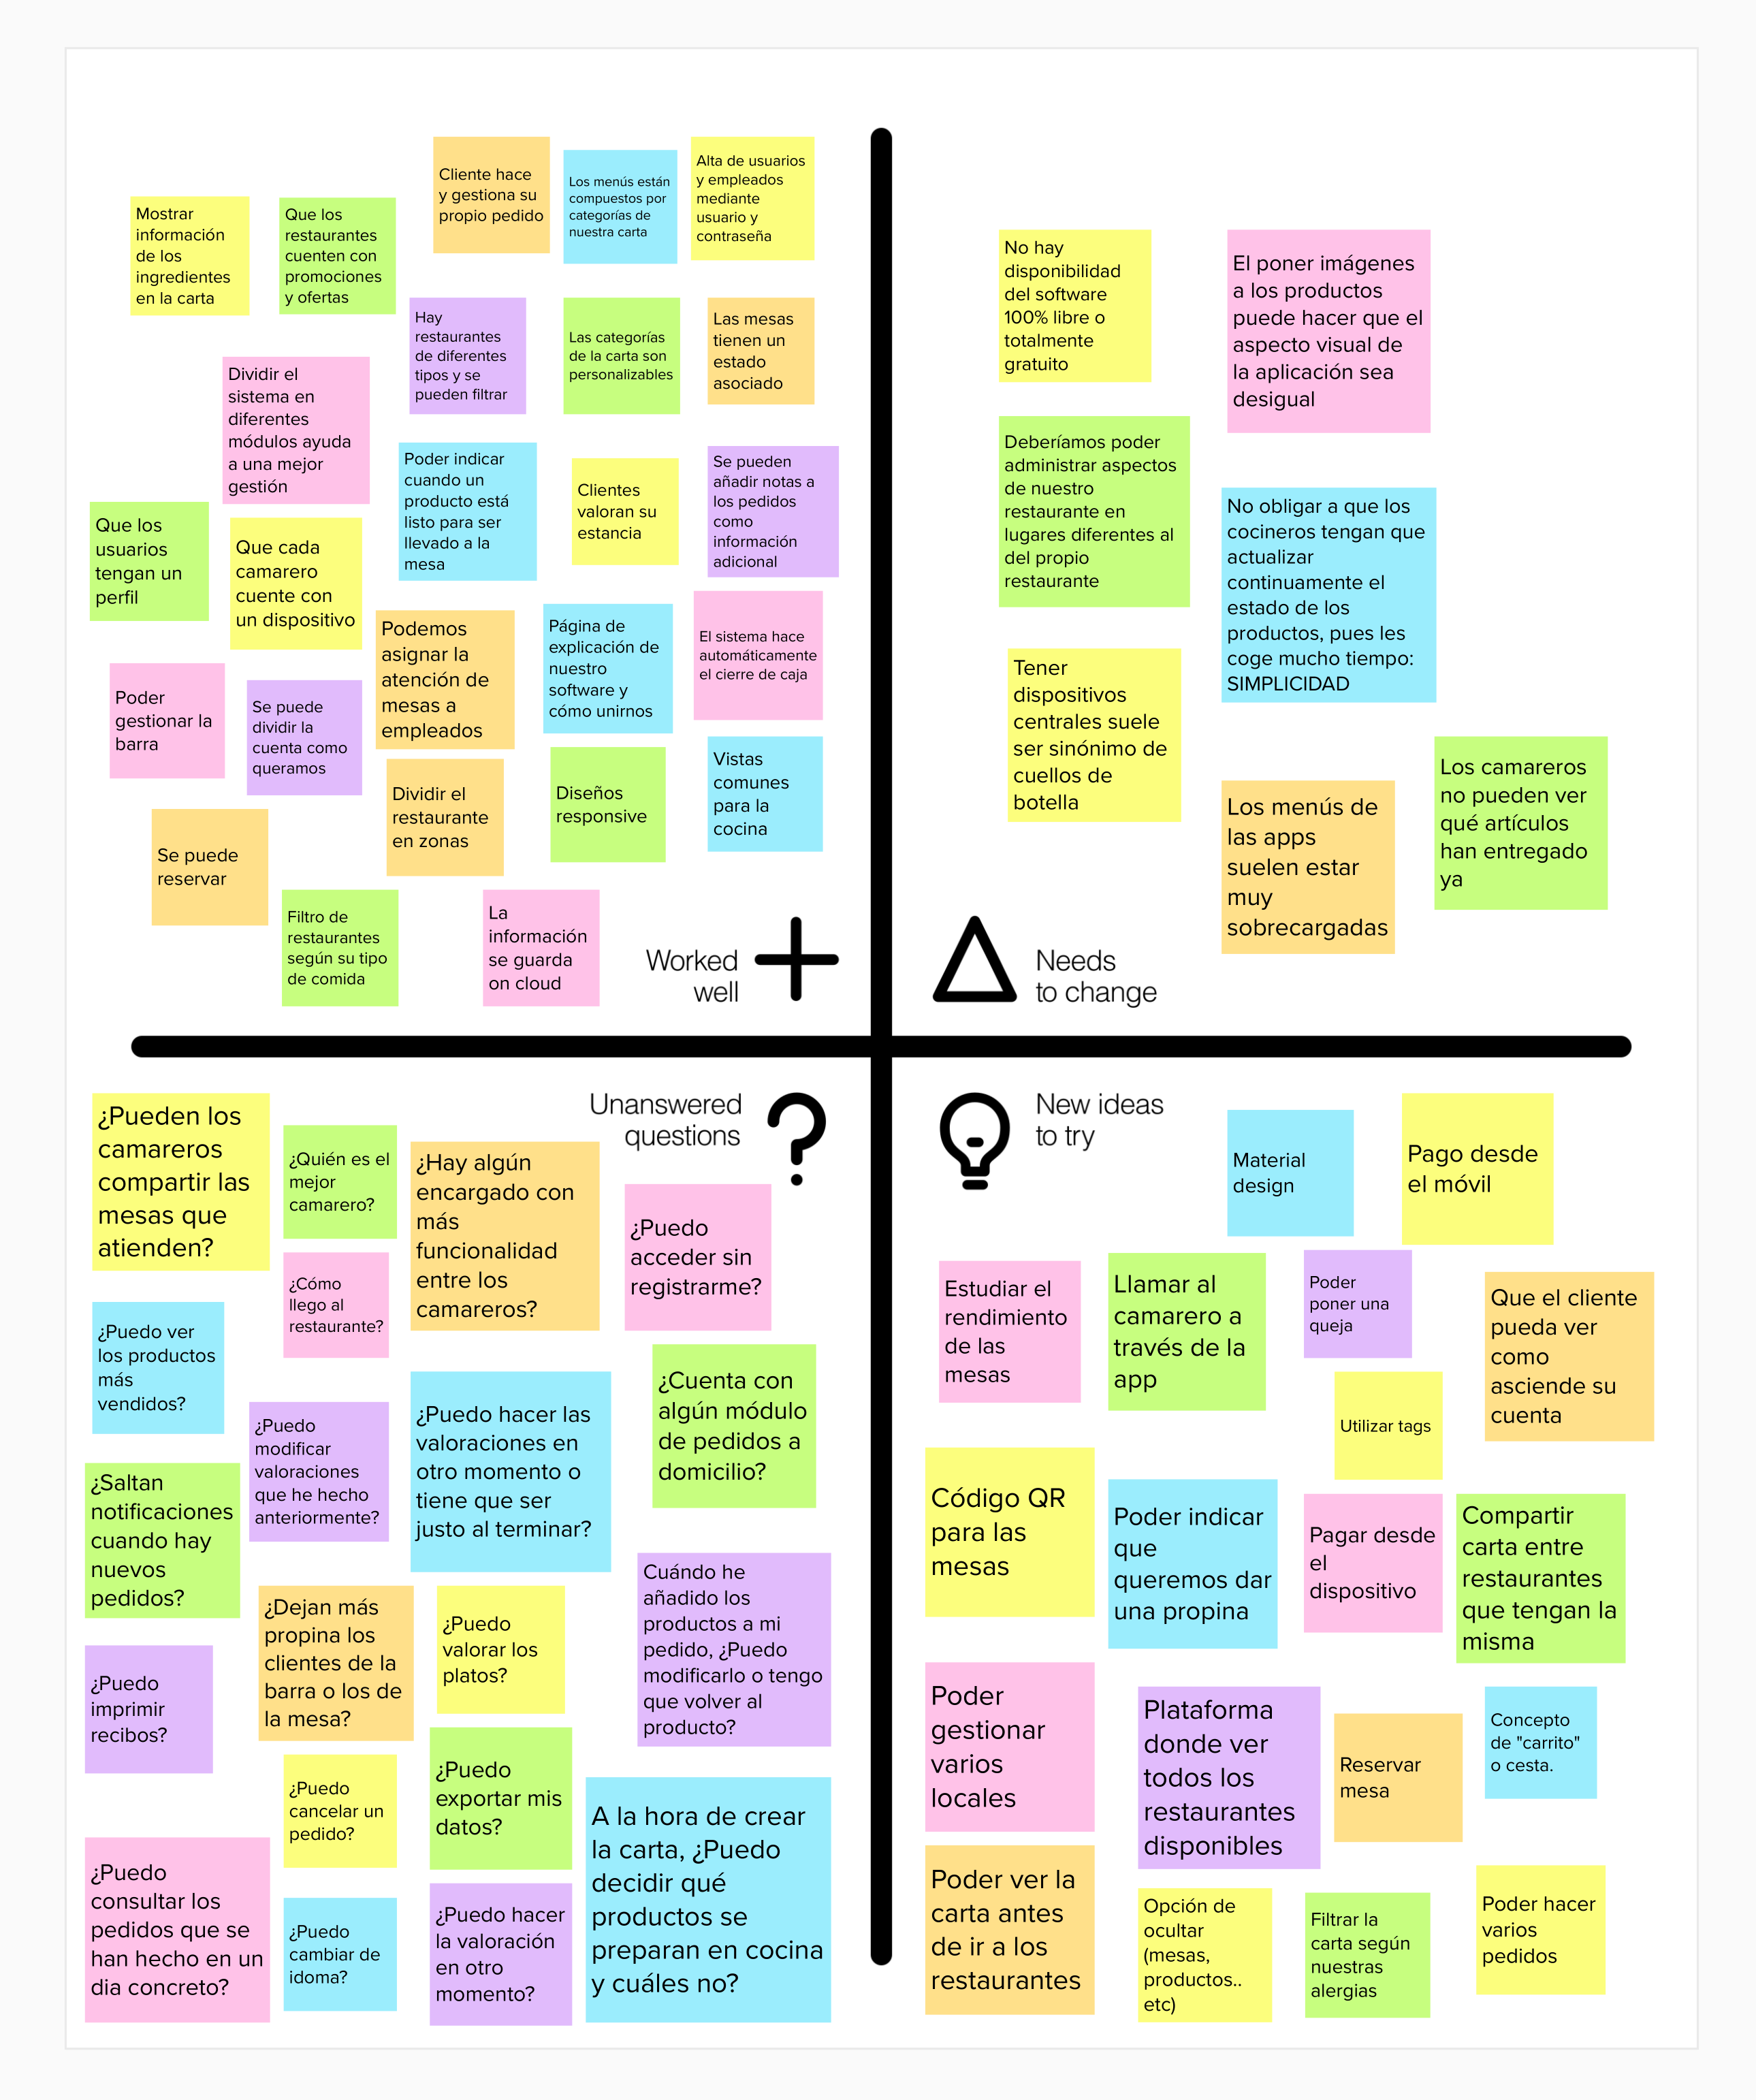 Cliente hace
y gestiona su
propio pedido
Los menús están
compuestos por
categorías de
nuestra carta
Alta de usuarios
y empleados
mediante
usuario y
contraseña
Mostrar
información
de los
ingredientes
en la carta
Que los
restaurantes
cuenten con
promociones
y ofertas
Hay
restaurantes
de diferentes
tipos y se
pueden filtrar
Las categorías
de la carta son
personalizables
Las mesas
tienen un
estado
asociado
Dividir el
sistema en
diferentes
módulos ayuda
a una mejor
gestión
Poder indicar
cuando un
producto está
listo para ser
llevado a la
mesa
Clientes
valoran su
estancia
Se pueden
añadir notas a
los pedidos
como
información
adicional
Que los
usuarios
tengan un
perfil
Que cada
camarero
cuente con
un dispositivo
Podemos
asignar la
atención de
mesas a
empleados
Página de
explicación de
nuestro
software y
cómo unirnos
El sistema hace
automáticamente
el cierre de caja
Poder
gestionar la
barra
Se puede
dividir la
cuenta como
queramos
Dividir el
restaurante
en zonas
Diseños
responsive
Vistas
comunes
para la
cocina
Se puede
reservar
Filtro de
restaurantes
según su tipo
de comida
La
información
se guarda
on cloud
Worked
well
No hay
disponibilidad
del software
100% libre o
totalmente
gratuito
El poner imágenes
a los productos
puede hacer que el
aspecto visual de
la aplicación sea
desigual
Deberíamos poder
administrar aspectos
de nuestro
restaurante en
lugares diferentes al
del propio
restaurante
No obligar a que los
cocineros tengan que
actualizar
continuamente el
estado de los
productos, pues les
coge mucho tiempo:
SIMPLICIDAD
Tener
dispositivos
centrales suele
ser sinónimo de
cuellos de
botella
Los menús de
las apps
suelen estar
muy
sobrecargadas
Los camareros
no pueden ver
qué artículos
han entregado
ya
Needs
to change
Unanswered
questions
¿Pueden los
camareros
compartir las
mesas que
atienden?
¿Quién es el
mejor
camarero?
¿Hay algún
encargado con
más
funcionalidad
entre los
camareros?
¿Puedo
acceder sin
registrarme?
¿Cómo
llego al
restaurante?
¿Puedo ver
los productos
más
vendidos?
¿Puedo
modificar
valoraciones
que he hecho
anteriormente?
¿Puedo hacer las
valoraciones en
otro momento o
tiene que ser
justo al terminar?
¿Cuenta con
algún módulo
de pedidos a
domicilio?
¿Saltan
notificaciones
cuando hay
nuevos
pedidos?
¿Dejan más
propina los
clientes de la
barra o los de
la mesa?
¿Puedo
valorar los
platos?
Cuándo he
añadido los
productos a mi
pedido, ¿Puedo
modificarlo o tengo
que volver al
producto?
¿Puedo
imprimir
recibos?
¿Puedo
cancelar un
pedido?
¿Puedo
exportar mis
datos?
A la hora de crear
la carta, ¿Puedo
decidir qué
productos se
preparan en cocina
y cuáles no?
¿Puedo
consultar los
pedidos que se
han hecho en un
dia concreto?
¿Puedo
cambiar de
idoma?
¿Puedo hacer
la valoración
en otro
momento?
New ideas
to try
Material
design
Pago desde
el móvil
Estudiar el
rendimiento
de las
mesas
Llamar al
camarero a
través de la
app
Poder
poner una
queja
Que el cliente
pueda ver
como
asciende su
cuenta
Utilizar tags
Código QR
para las
mesas
Poder indicar
que
queremos dar
una propina
Pagar desde
el
dispositivo
Compartir
carta entre
restaurantes
que tengan la
misma
Poder
gestionar
varios
locales
Plataforma
donde ver
todos los
restaurantes
disponibles
Reservar
mesa
Concepto
de "carrito"
o cesta.
Poder ver la
carta antes
de ir a los
restaurantes
Opción de
ocultar
(mesas,
productos..
etc)
Filtrar la
carta según
nuestras
alergias
Poder hacer
varios
pedidos